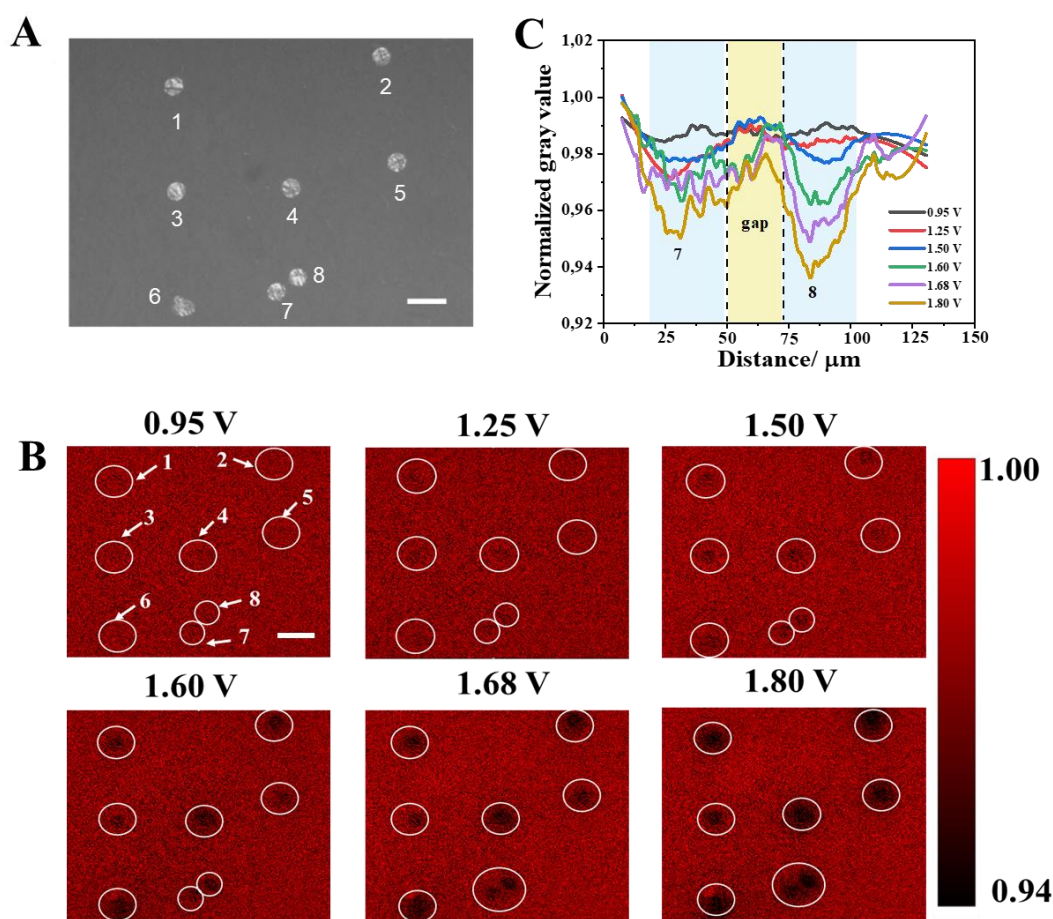 A
1
2
3
4
5
6
7
8
C
Normalized gray value
1,02
1,00
0,98
0,96
0,94
0,92
gap
7
8
0.95 V
1.25 V
1.50 V
1.60 V
1.68 V
1.80 V
0 25 50 75 100 125 150
Distance/ μm
B
0.95 V 1.25 V 1.50 V
1
2
3
4
5
6
8
7
1.60 V 1.68 V 1.80 V
1.00
0.94